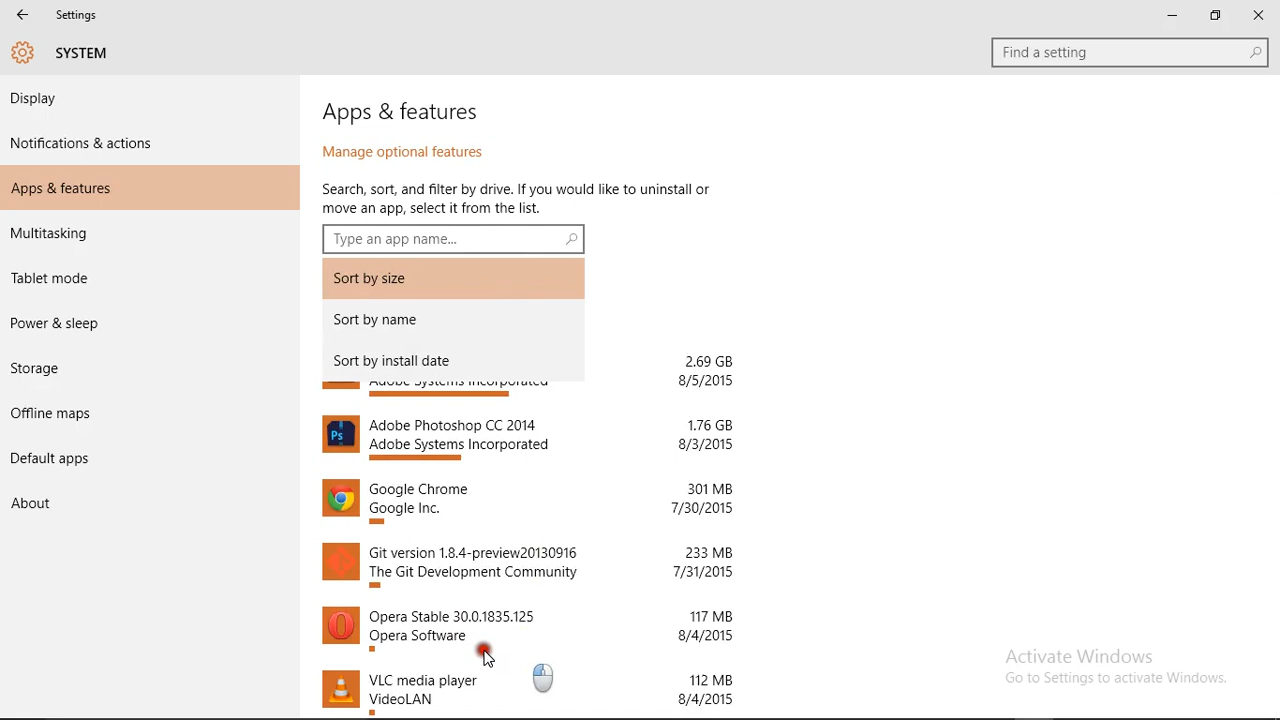 Settings
SYSTEM
Find a setting
Display
Notifications & actions
Apps & features
Multitasking
Tablet mode
Power & sleep
Storage
Offline maps
Default apps
About
Apps & features
Manage optional features
Search, sort, and filter by drive. If you would like to uninstall or
move an app, select it from the list.
Type an app name...
Sort by size
Sort by name
Sort by install date
2.69 GB
Adobe Systems Incorporated 8/5/2015
Adobe Photoshop CC 2014 1.76 GB
Adobe Systems Incorporated 8/3/2015
Ps
Google Chrome 301 MB
Google Inc. 7/30/2015
Git version 1.8.4-preview20130916 233 MB
The Git Development Community 7/31/2015
Opera Stable 30.0.1835.125 117 MB
Opera Software 8/4/2015
VLC media player 112 MB
VideoLAN 8/4/2015
Activate Windows
Go to Settings to activate Windows.